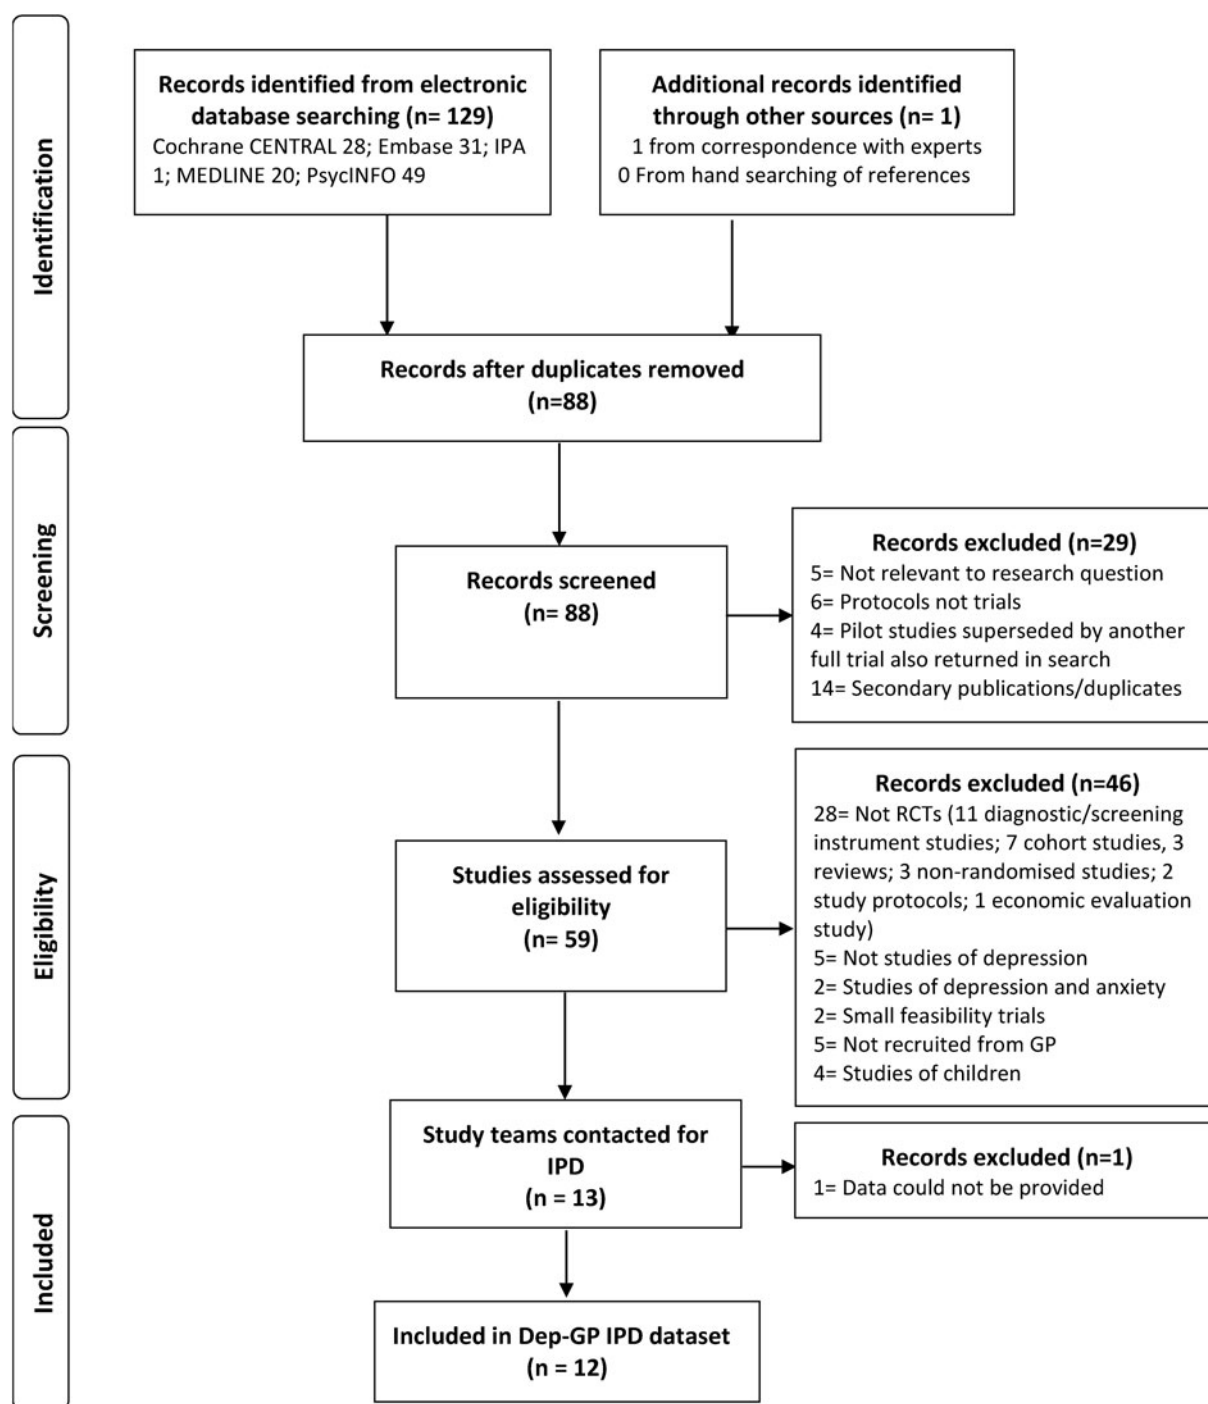 Identification
Records identified from electronic
database searching (n= 129)
Cochrane CENTRAL 28; Embase 31; IPA
1; MEDLINE 20; PsycINFO 49
Additional records identified
through other sources (n= 1)
1 from correspondence with experts
0 From hand searching of references
Records after duplicates removed
(n=88)
Screening
Records screened
(n= 88)
Records excluded (n=29)
5= Not relevant to research question
6= Protocols not trials
4= Pilot studies superseded by another
full trial also returned in search
14= Secondary publications/duplicates
Eligibility
Studies assessed for
eligibility
(n= 59)
Records excluded (n=46)
28= Not RCTs (11 diagnostic/screening
instrument studies; 7 cohort studies, 3
reviews; 3 non-randomised studies; 2
study protocols; 1 economic evaluation
study)
5= Not studies of depression
2= Studies of depression and anxiety
2= Small feasibility trials
5= Not recruited from GP
4= Studies of children
Included
Study teams contacted for
IPD
(n = 13)
Records excluded (n=1)
1= Data could not be provided
Included in Dep-GP IPD dataset
(n = 12)